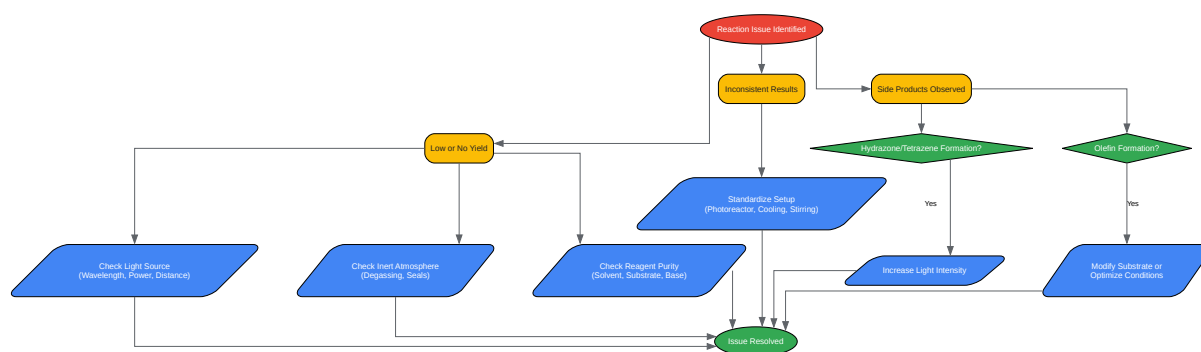 Reaction Issue Identified
Inconsistent Results
Side Products Observed
Low or No Yield
Hydrazone/Tetrazene Formation?
Olefin Formation?
Standardize Setup
(Photoreactor, Cooling, Stirring)
Yes
Yes
Check Light Source
(Wavelength, Power, Distance)
Check Inert Atmosphere
(Degassing, Seals)
Check Reagent Purity
(Solvent, Substrate, Base)
Increase Light Intensity
Modify Substrate or
Optimize Conditions
Issue Resolved